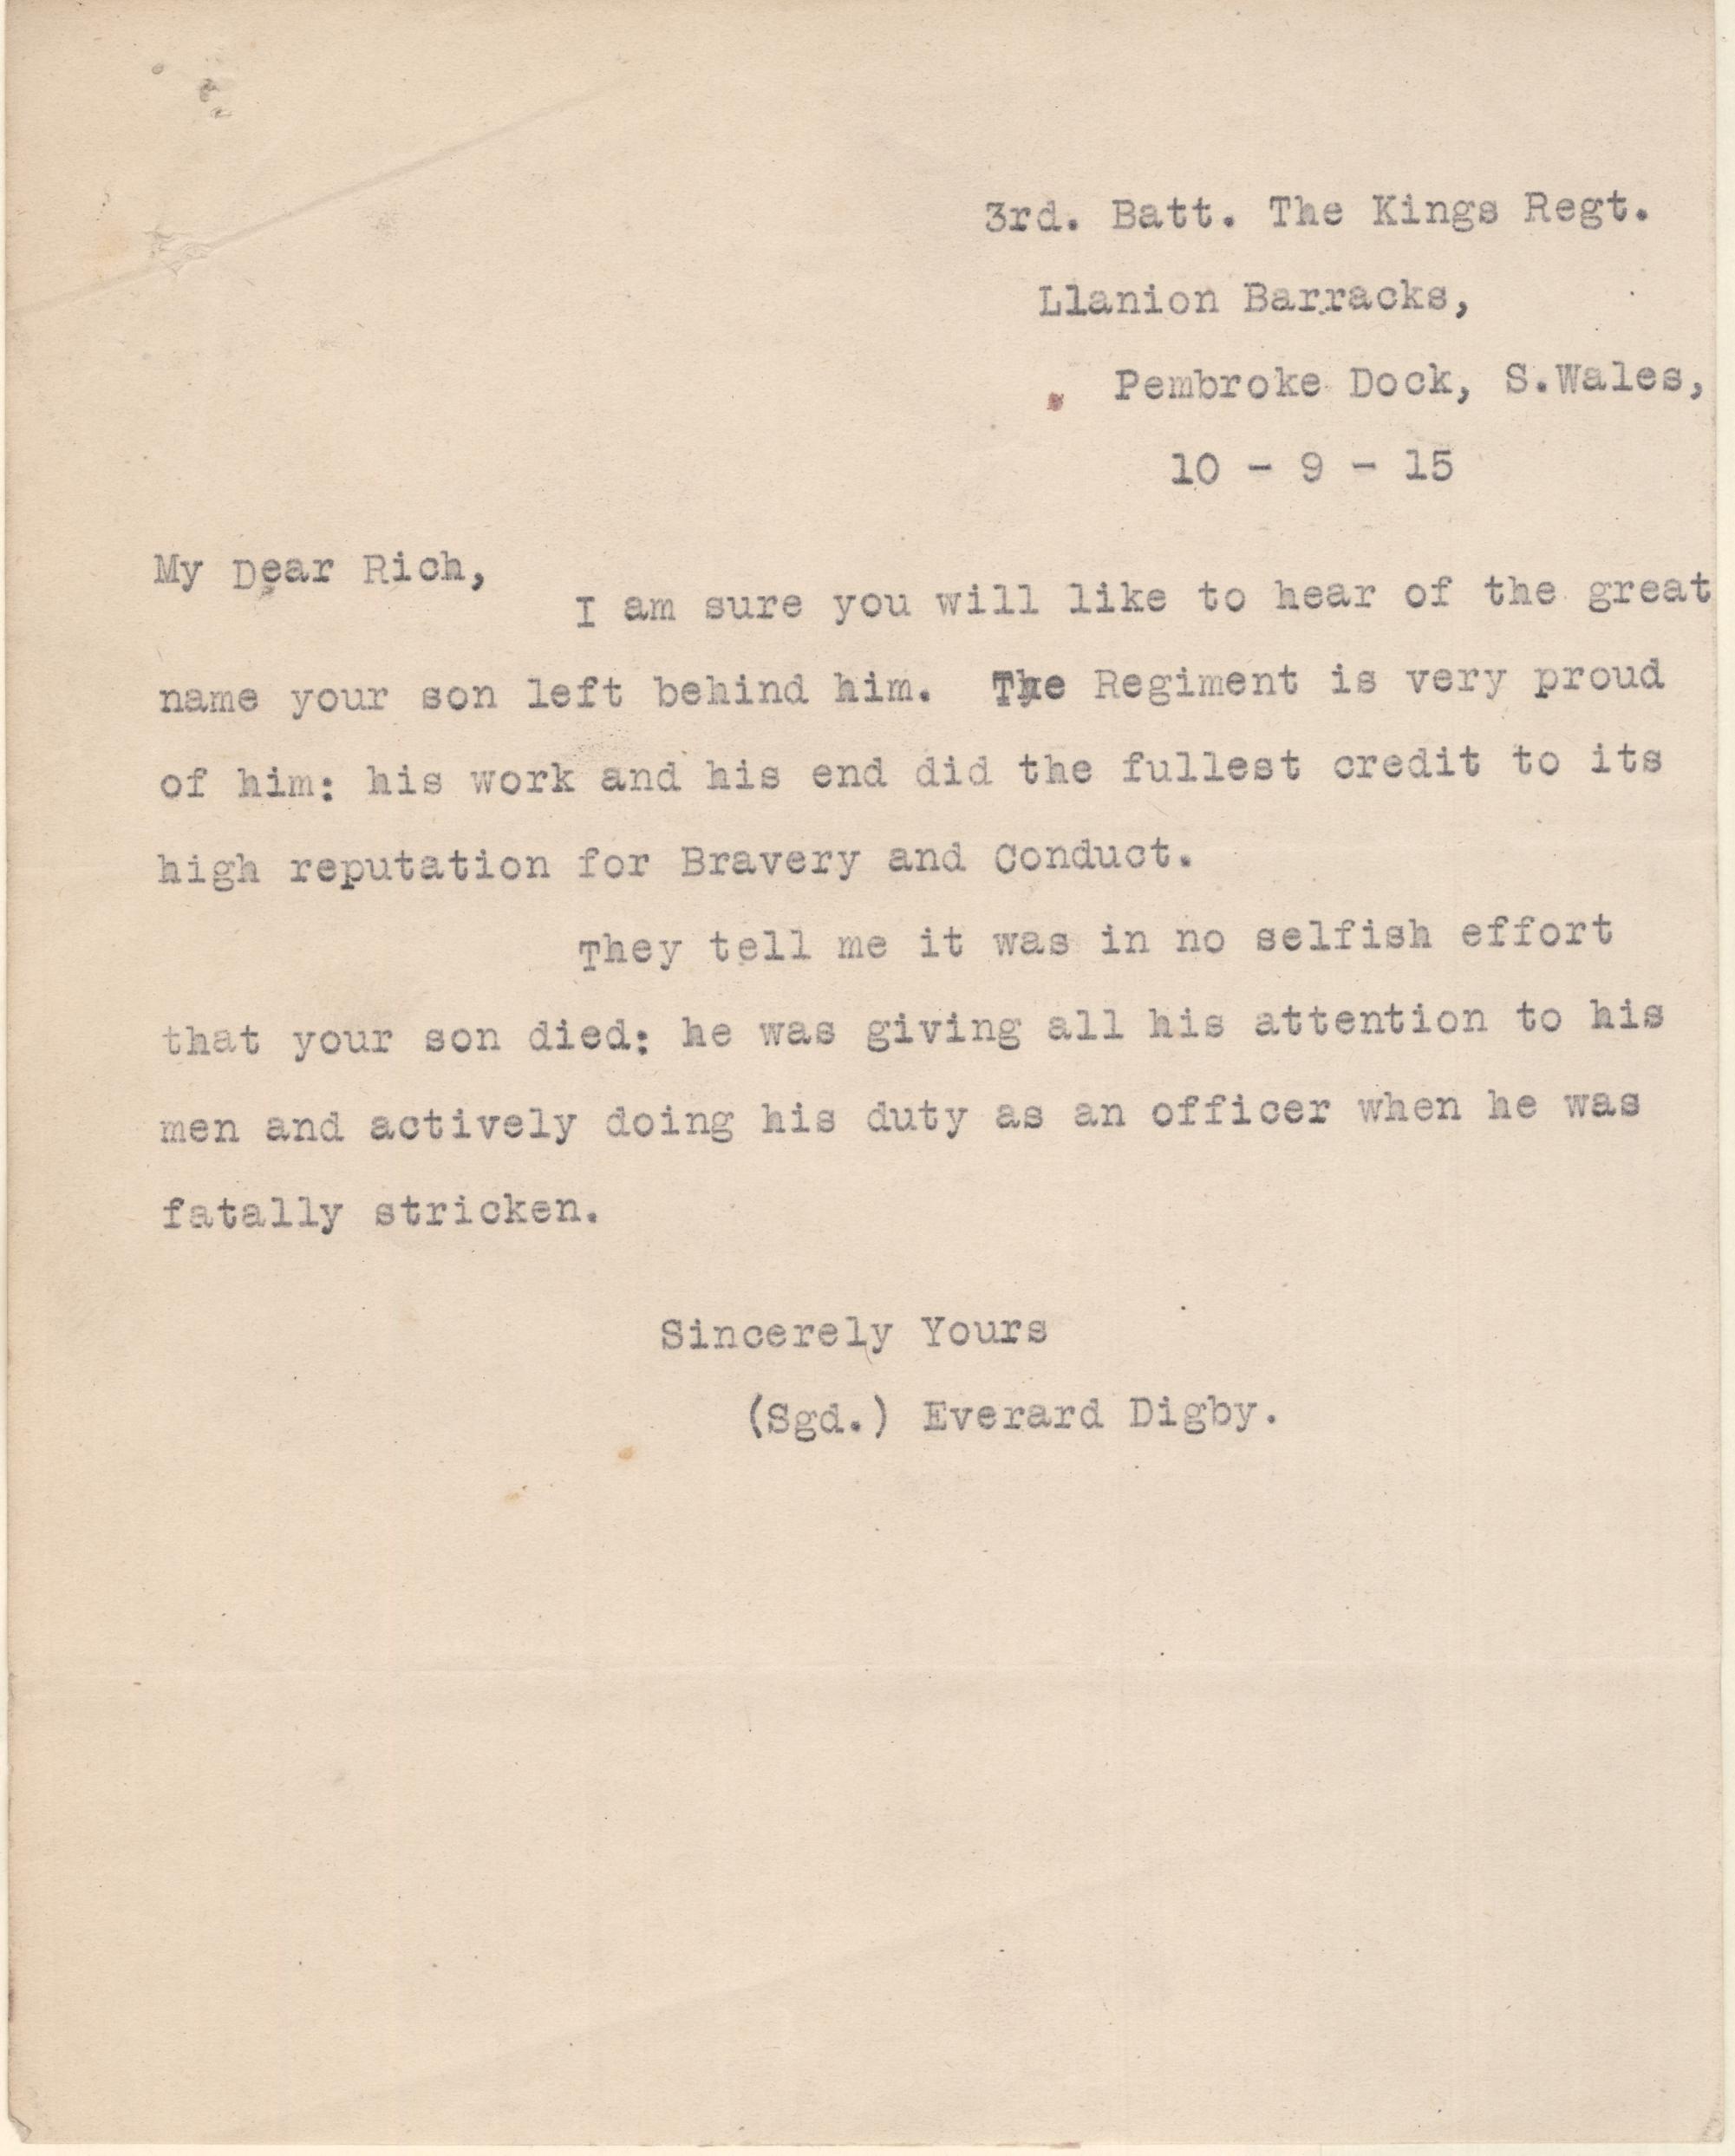 3rd. Batt. The Kings Regt.
Llanion Barracks,
Pembroke Dock, S.Wales,
10 - 9 - 15
My Dear Rich,
I am sure you will like to hear of the great
name your son left behind him.  The Regiment is very proud
of him: his work and his end did the fullest credit to its
high reputation for Bravery and Conduct.
They tell me it was in no selfish effort
that your son died: he was giving all his attention to his
men and actively doing his duty as an officer when he was
fatally stricken.
Sincerely Yours
(Sgd.) Everard Digby.